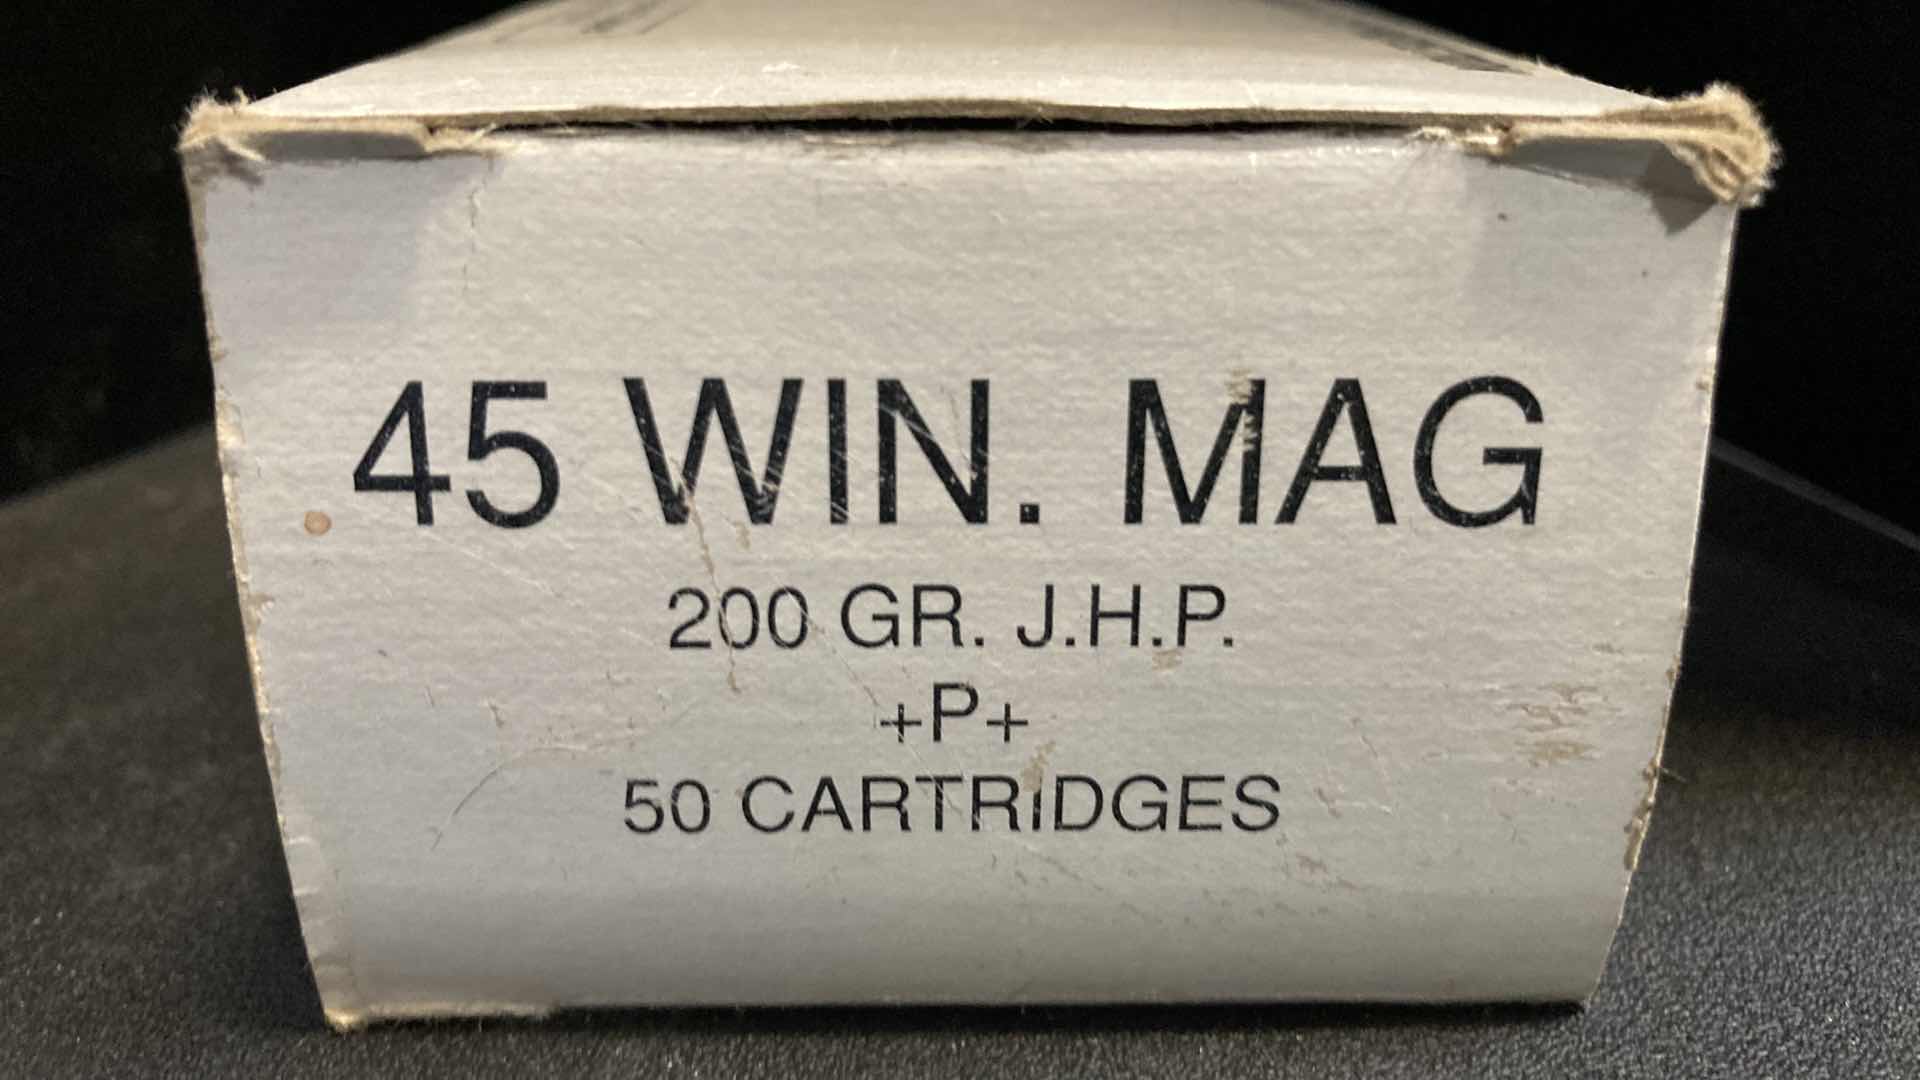 45 WIN. MAG
200 GR. J.H.P.
+P+
50 CARTRIDGES